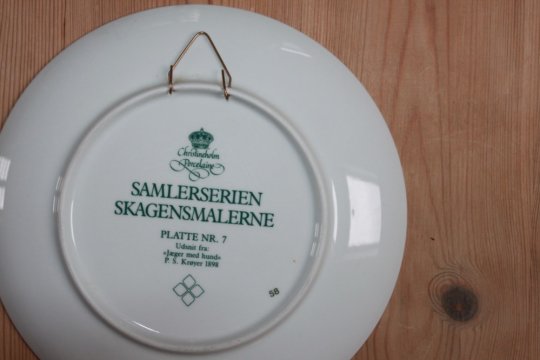 Christineholm
Porcelaine
SAMLERSERIEN
SKAGENSMALERNE
PLATTE NR. 7
Udsnit fra:
»Jæger med hund«
P. S. Krøyer 1898
58